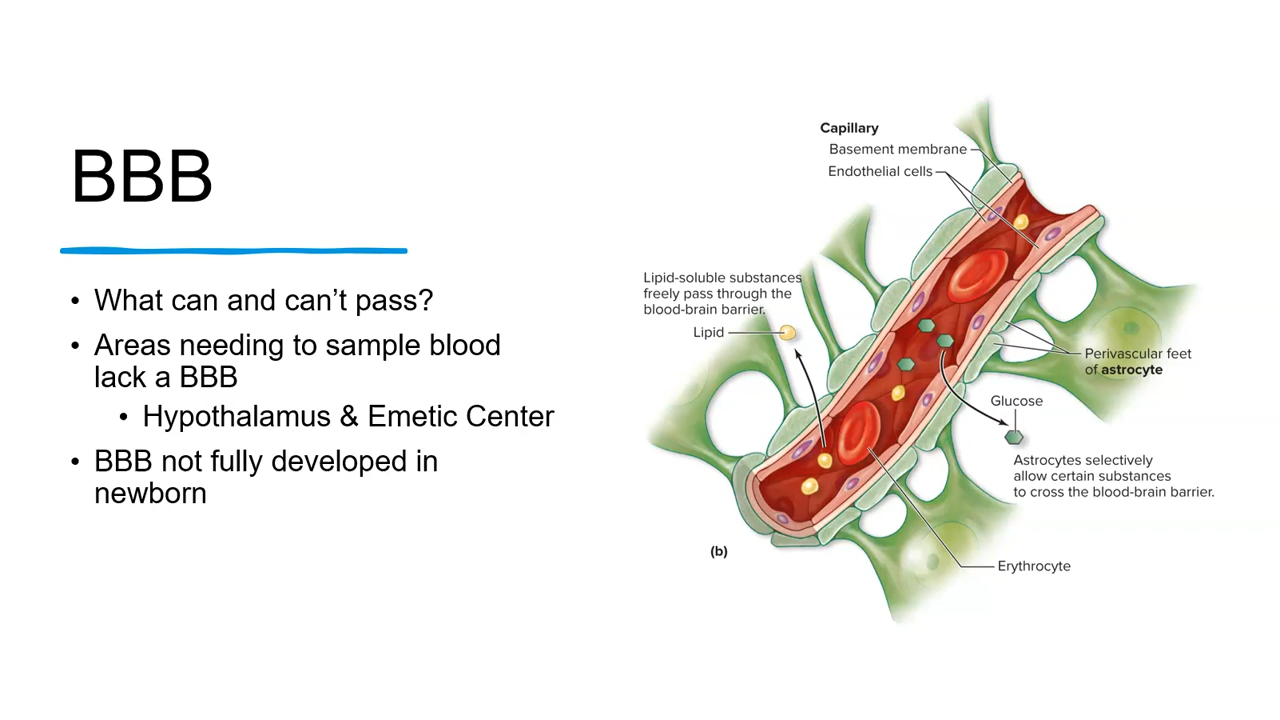 BBB
• What can and can’t pass?
• Areas needing to sample blood
lack a BBB
• Hypothalamus & Emetic Center
• BBB not fully developed in
newborn
Capillary
Basement membrane
Endothelial cells
Lipid-soluble substances
freely pass through the
blood-brain barrier.
Lipid
Perivascular feet
of astrocyte
Glucose
Astrocytes selectively
allow certain substances
to cross the blood-brain barrier.
(b)
Erythrocyte